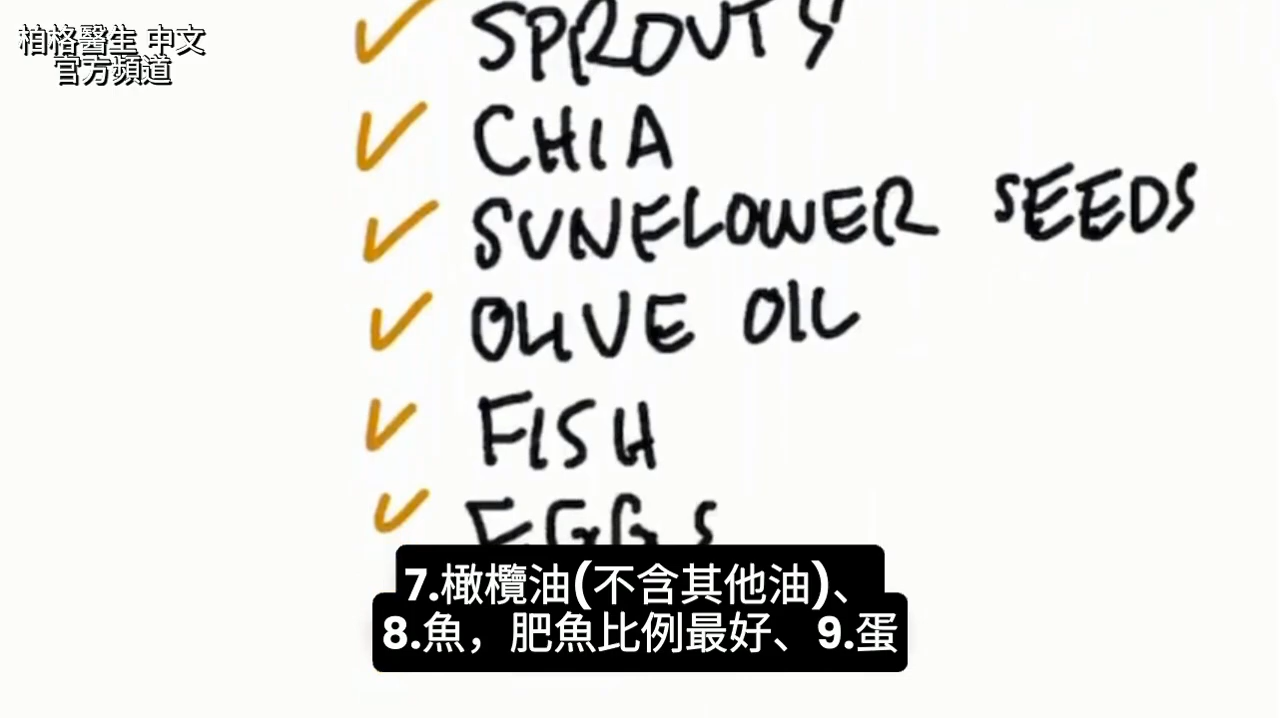 柏格醫生 中文
官方頻道
SPROUTS
CHIA
SUNFLOWER SEEDS
OLIVE OIL
FISH
EGGS
7.橄欖油(不含其他油)、
8.魚，肥魚比例最好、9.蛋